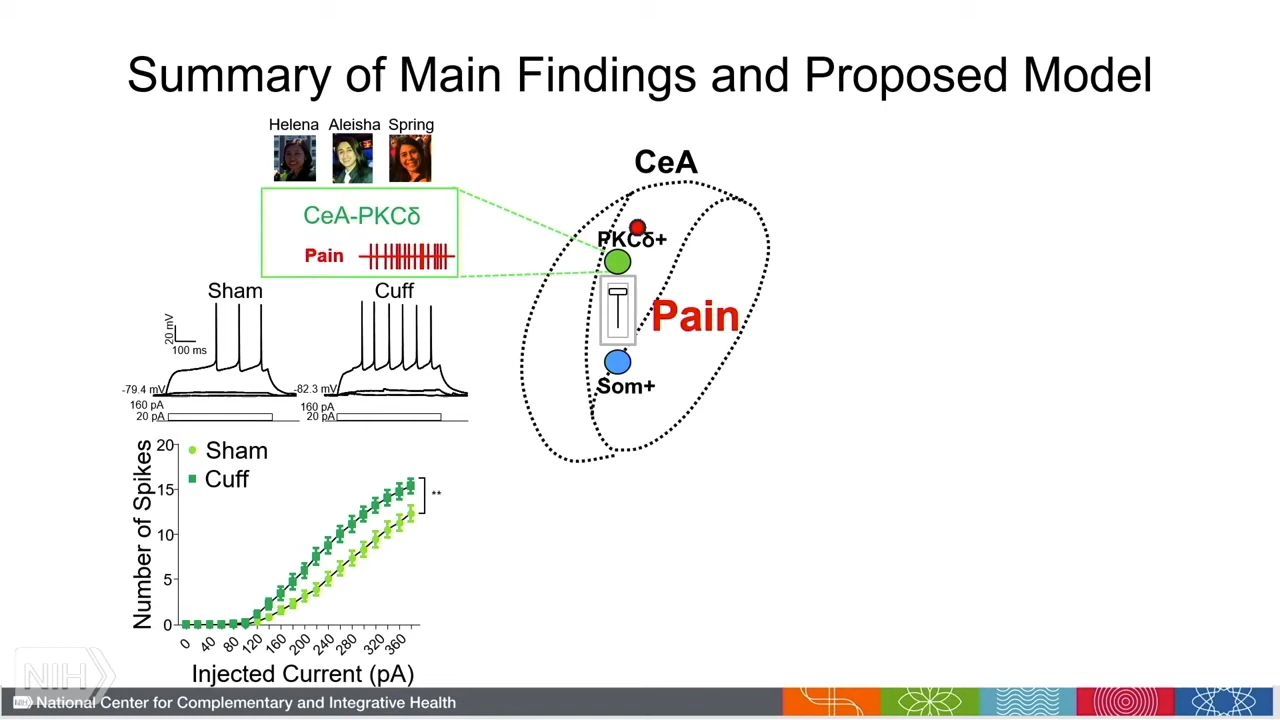 Summary of Main Findings and Proposed Model
Helena Aleisha Spring
CeA-PKCδ
Pain
CeA
PKCδ+
Pain
Som+
Sham
Cuff
20 mV
100 ms
-79.4 mV
-82.3 mV
160 pA
20 pA
160 pA
20 pA
Number of Spikes
20
15
10
5
0
Sham
Cuff
**
0 40 80 120 160 200 240 280 320 360
Injected Current (pA)
NIH
NIH National Center for Complementary and Integrative Health